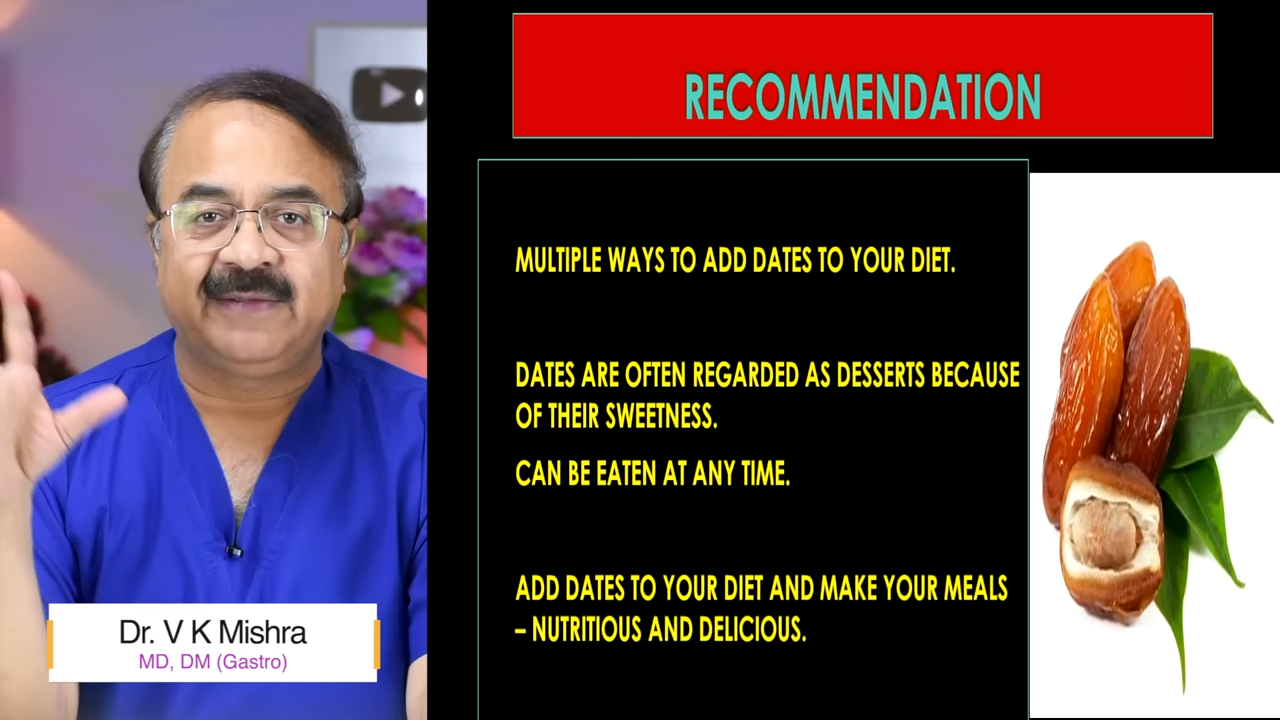 RECOMMENDATION
MULTIPLE WAYS TO ADD DATES TO YOUR DIET.
DATES ARE OFTEN REGARDED AS DESSERTS BECAUSE
OF THEIR SWEETNESS.
CAN BE EATEN AT ANY TIME.
ADD DATES TO YOUR DIET AND MAKE YOUR MEALS
– NUTRITIOUS AND DELICIOUS.
Dr. V K Mishra
MD, DM (Gastro)